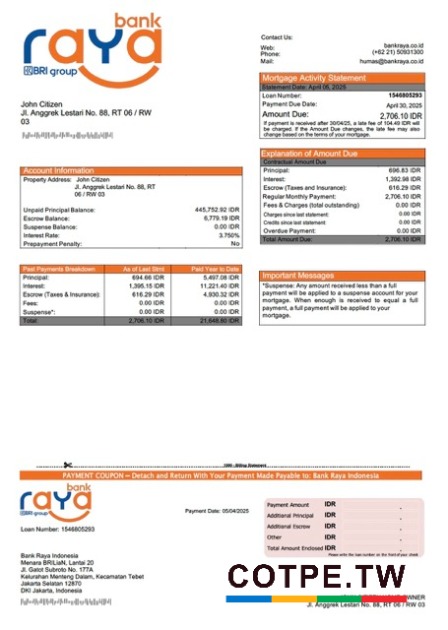 bank
raya
BRI group
Contact Us:
Web: bankraya.co.id
Phone: (+62 21) 50931300
Mail: humas@bankraya.co.id
John Citizen
Jl. Anggrek Lestari No. 88, RT 06 / RW
03
Mortgage Activity Statement
Statement Date: April 05, 2025
Loan Number: 1546805293
Payment Due Date: April 30, 2025
Amount Due: 2,706.10 IDR
If payment is received after 30/04/25, a late fee of 104.49 IDR will
be charged. If the Amount Due changes, the late fee may also
change based on the terms of your mortgage.
Explanation of Amount Due
Contractual Amount Due
Principal: 696.83 IDR
Interest: 1,392.98 IDR
Escrow (Taxes and Insurance): 616.29 IDR
Regular Monthly Payment: 2,706.10 IDR
Fees & Charges (total outstanding) 0.00 IDR
Charges since last statement: 0.00 IDR
Credits since last statement: 0.00 IDR
Overdue Payment: 0.00 IDR
Total Amount Due: 2,706.10 IDR
Account Information
Property Address: John Citizen
Jl. Anggrek Lestari No. 88, RT
06 / RW 03
Unpaid Principal Balance: 445,752.92 IDR
Escrow Balance: 6,779.19 IDR
Suspense Balance: 0.00 IDR
Interest Rate: 3.750%
Prepayment Penalty: No
Past Payments Breakdown As of Last Stmt Paid Year to Date
Principal: 694.66 IDR 5,497.08 IDR
Interest: 1,395.15 IDR 11,221.40 IDR
Escrow (Taxes & Insurance): 616.29 IDR 4,930.32 IDR
Fees: 0.00 IDR 0.00 IDR
Suspense*: 0.00 IDR 0.00 IDR
Total: 2,706.10 IDR 21,648.80 IDR
Important Messages
*Suspense: Any amount received less than a full
payment will be applied to a suspense account for your
mortgage. When enough is received to equal a full
payment, a full payment will be applied to your
mortgage.
BRI - Billing Statement
PAYMENT COUPON – Detach and Return With Your Payment Made Payable to: Bank Raya Indonesia
bank
raya
BRI group
Loan Number: 1546805293
Payment Date: 05/04/2025
Payment Amount IDR
Additional Principal IDR
Additional Escrow IDR
Other IDR
Total Amount Enclosed IDR
Please write the loan number on the front of your check
Bank Raya Indonesia
Menara BRILiaN, Lantai 20
Jl. Gatot Subroto No. 177A
Kelurahan Menteng Dalam, Kecamatan Tebet
Jakarta Selatan 12870
DKI Jakarta, Indonesia
COTPE.TW
OWNER
Jl. Anggrek Lestari No. 88, RT 06 / RW 03